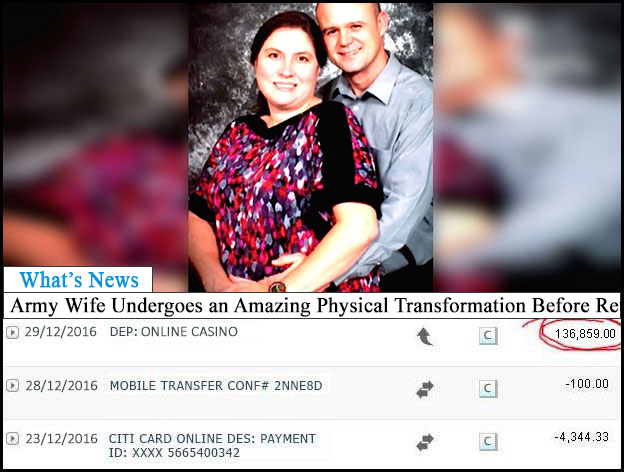 What's News
Army Wife Undergoes an Amazing Physical Transformation Before Re
29/12/2016 DEP: ONLINE CASINO C 136,859.00
28/12/2016 MOBILE TRANSFER CONF# 2NNE8D C -100.00
23/12/2016 CITI CARD ONLINE DES: PAYMENT C -4,344.33
ID: XXXX 5665400342